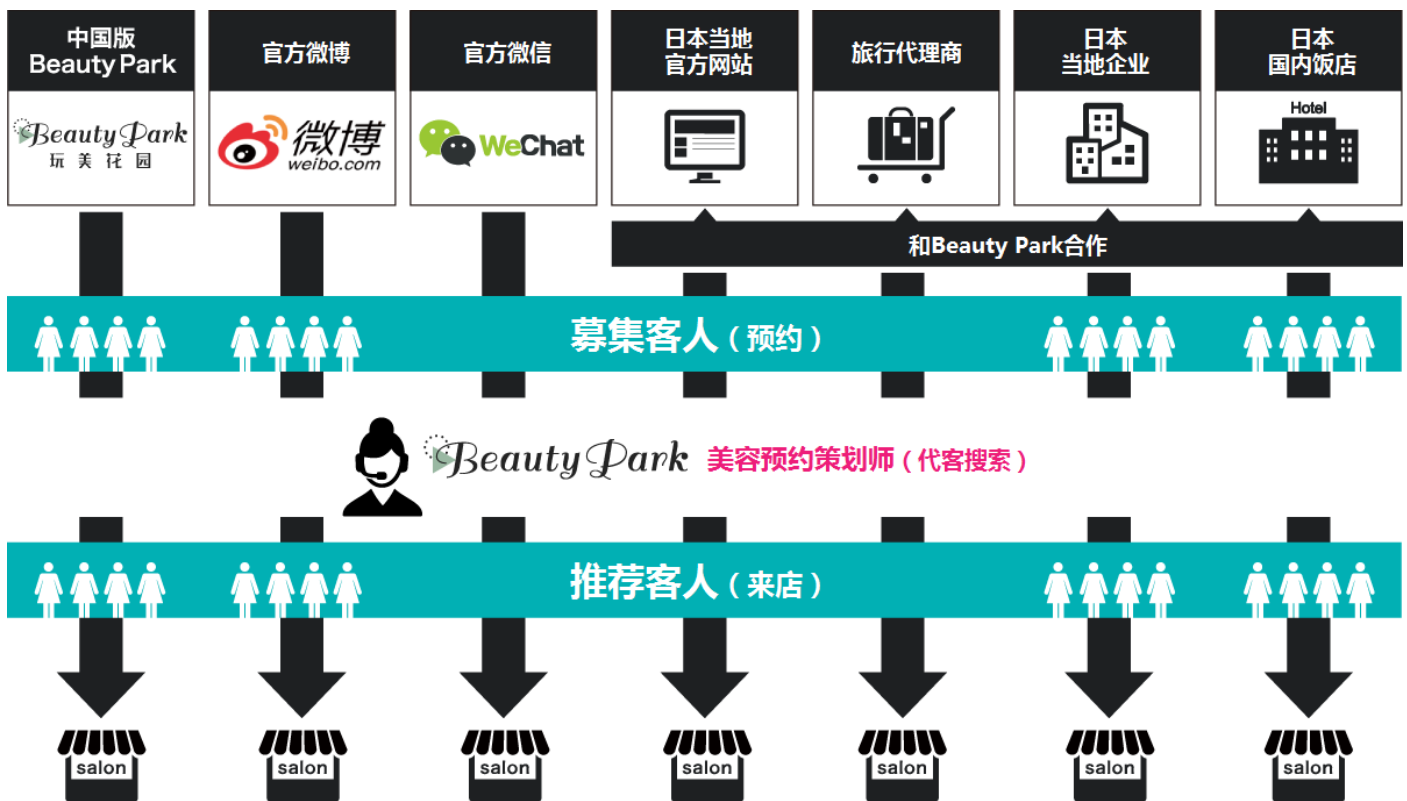 中国版
Beauty Park
官方微博
官方微信
日本当地
官方网站
旅行代理商
日本
当地企业
日本
国内饭店
Beauty Park
玩美花园
微博
weibo.com
WeChat
Hotel
和Beauty Park合作
募集客人（预约）
Beauty Park 美容预约策划师（代客搜索）
推荐客人（来店）
salon
salon
salon
salon
salon
salon
salon